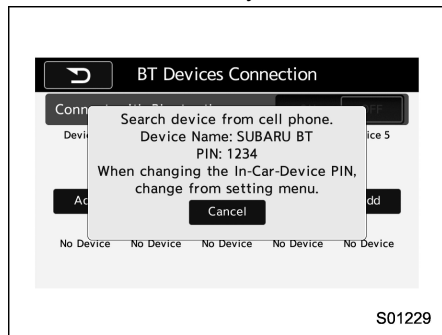 BT Devices Connection
Search device from cell phone.
Device Name: SUBARU BT
PIN: 1234
When changing the In-Car-Device PIN,
change from setting menu.
Cancel
No Device No Device No Device No Device No Device
S01229